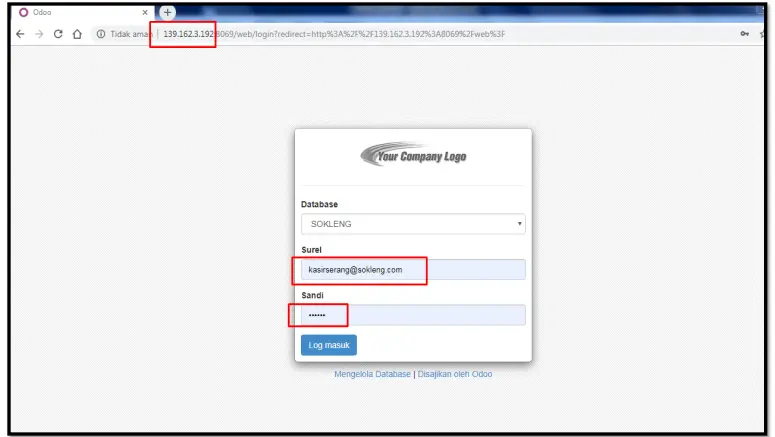 Odoo
Tidak aman | 139.162.3.192:8069/web/login?redirect=http%3A%2F%2F139.162.3.192%3A8069%2Fweb%3F
Your Company Logo
Database
SOKLENG
Surel
kasirserang@sokleng.com
Sandi
••••••
Log masuk
Mengelola Database | Disajikan oleh Odoo